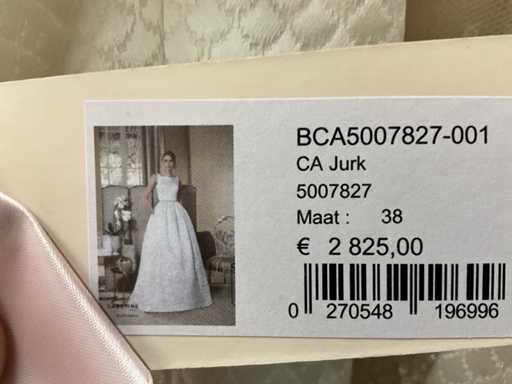 BCA5007827-001
CA Jurk
5007827
Maat : 38
€ 2 825,00
0 270548 196996